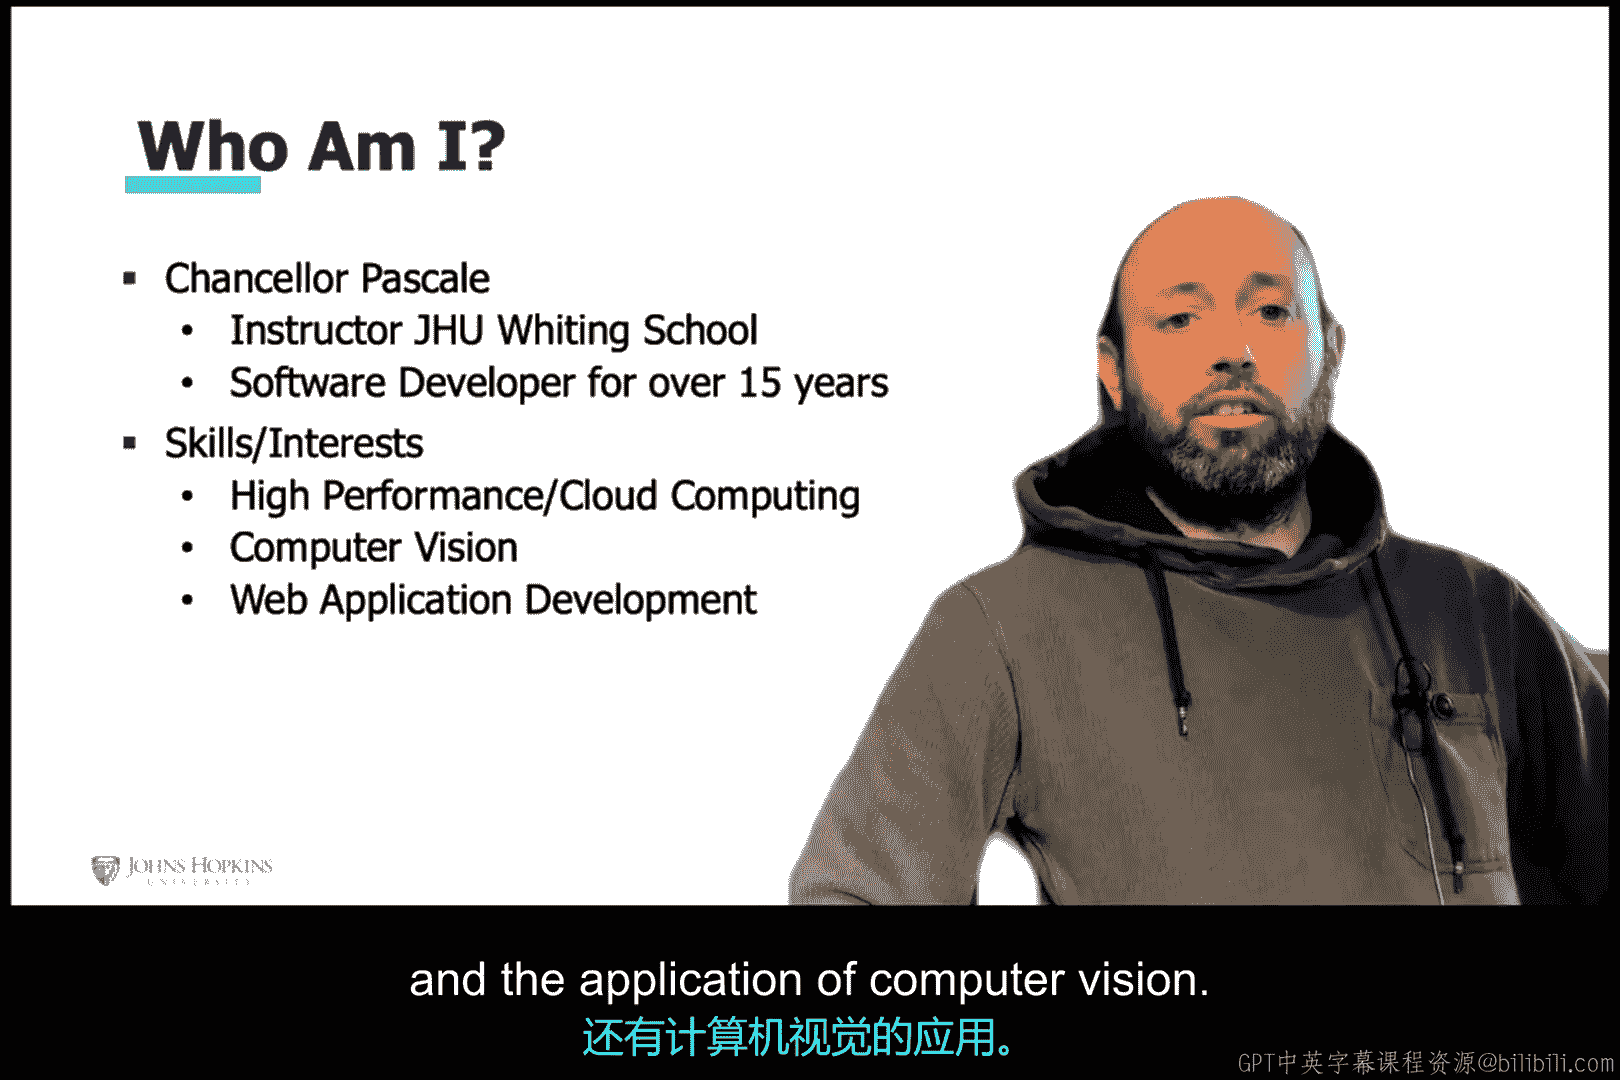 Who Am I?
Chancellor Pascale
Instructor JHU Whiting School
Software Developer for over 15 years
Skills/Interests
High Performance/Cloud Computing
Computer Vision
Web Application Development
JOHNS HOPKINS
UNIVERSITY
and the application of computer vision.
还有计算机视觉的应用。
GPT中英字幕课程资源@bilibili.com